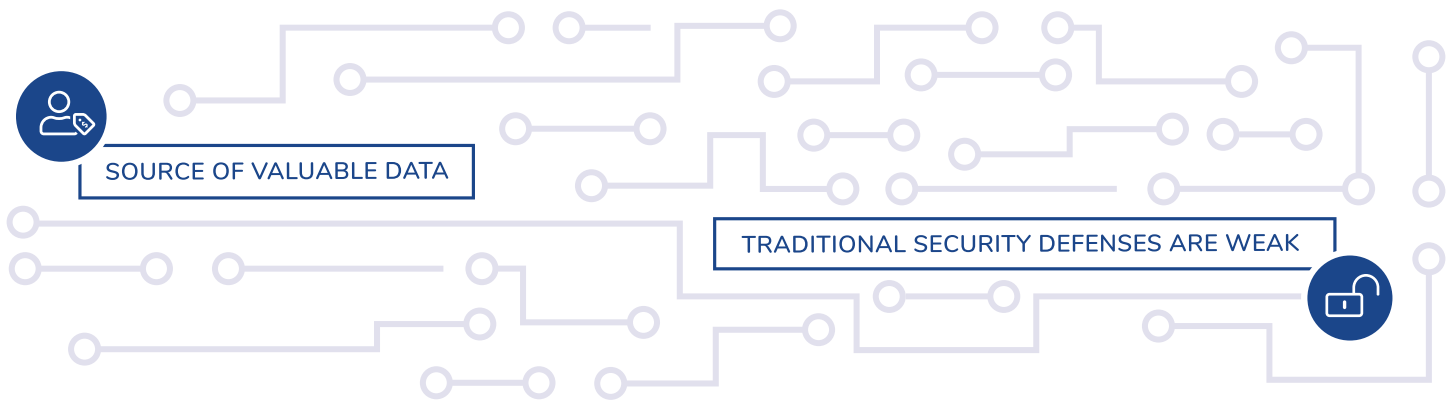 SOURCE OF VALUABLE DATA
TRADITIONAL SECURITY DEFENSES ARE WEAK